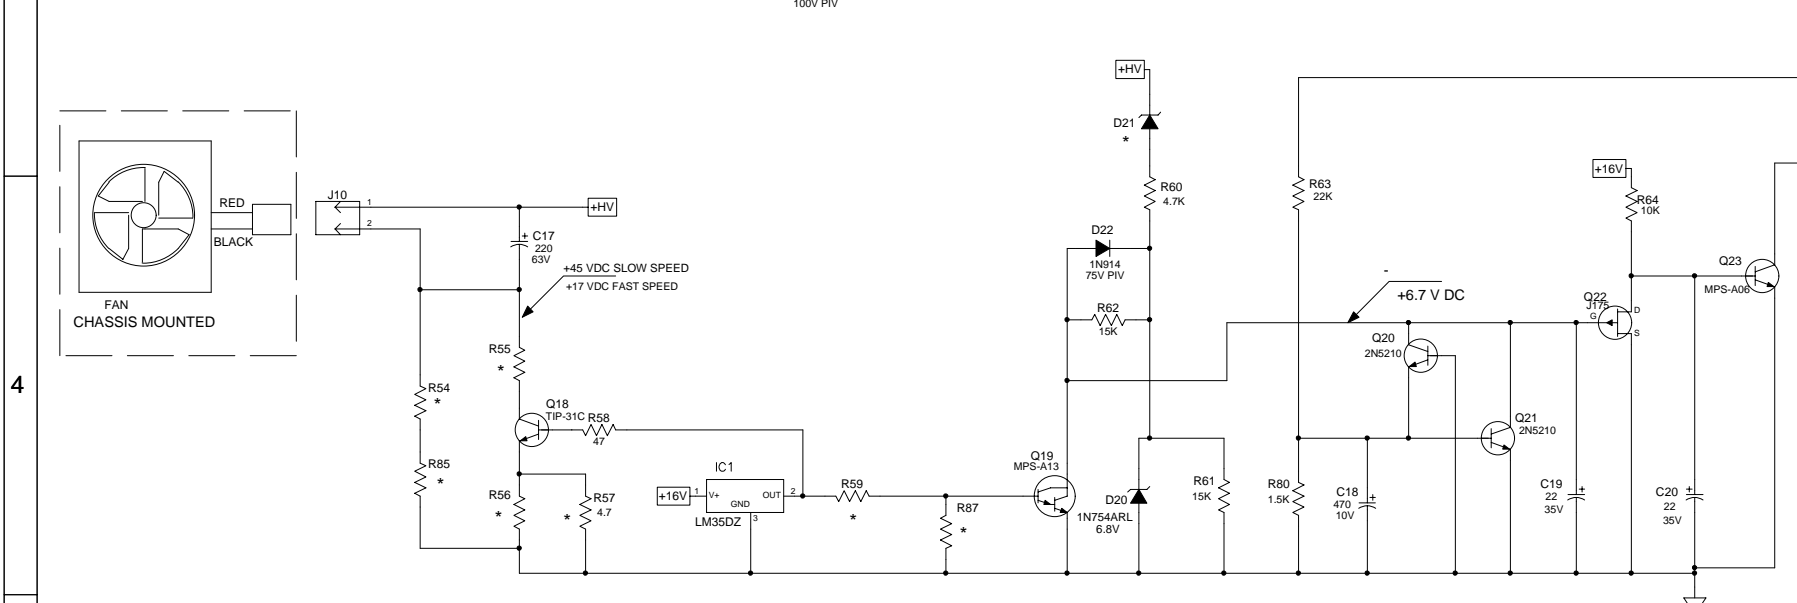 100V PIV
4
FAN
CHASSIS MOUNTED
RED
BLACK
J10
1
2
+HV
+ C17
220
63V
+45 VDC SLOW SPEED
+17 VDC FAST SPEED
R54
*
R85
*
R55
*
Q18
TIP-31C
R58
47
R56
*
R57
* 4.7
IC1
+16V
1
V+
OUT
2
GND
3
LM35DZ
R59
*
R87
*
Q19
MPS-A13
+HV
D21
*
R60
4.7K
D22
1N914
75V PIV
R62
15K
D20
1N754ARL
6.8V
R61
15K
R63
22K
R80
1.5K
C18
470
10V
+
-
+6.7 V DC
Q20
2N5210
Q21
2N5210
C19
22
35V
+
+16V
R64
10K
Q22
J175
G
D
S
C20
22
35V
+
Q23
MPS-A06